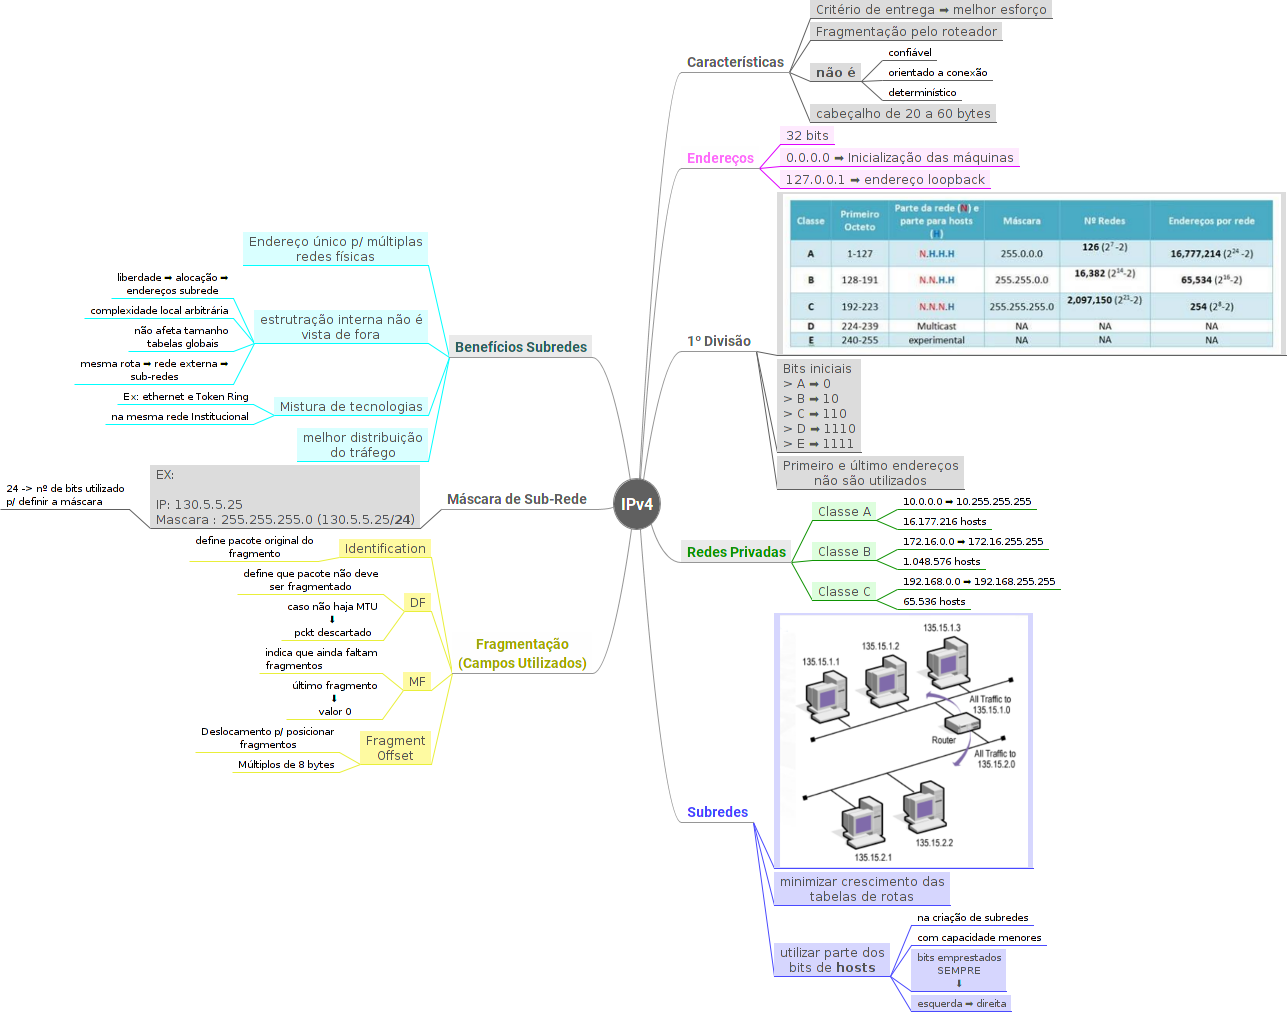 IPv4
Características
Critério de entrega ➡ melhor esforço
Fragmentação pelo roteador
não é
confiável
orientado a conexão
determinístico
cabeçalho de 20 a 60 bytes
Endereços
32 bits
0.0.0.0 ➡ Inicialização das máquinas
127.0.0.1 ➡ endereço loopback
1º Divisão
Classe | Primeiro Octeto | Parte da rede (N) e parte para hosts (H) | Máscara | Nº Redes | Endereços por rede
A | 1-127 | N.H.H.H | 255.0.0.0 | 126 (2^7 -2) | 16,777,214 (2^24 -2)
B | 128-191 | N.N.H.H | 255.255.0.0 | 16,382 (2^14-2) | 65,534 (2^16-2)
C | 192-223 | N.N.N.H | 255.255.255.0 | 2,097,150 (2^21-2) | 254 (2^8-2)
D | 224-239 | Multicast | NA | NA | NA
E | 240-255 | experimental | NA | NA | NA
Bits iniciais
> A ➡ 0
> B ➡ 10
> C ➡ 110
> D ➡ 1110
> E ➡ 1111
Primeiro e último endereços
não são utilizados
Redes Privadas
Classe A
10.0.0.0 ➡ 10.255.255.255
16.177.216 hosts
Classe B
172.16.0.0 ➡ 172.16.255.255
1.048.576 hosts
Classe C
192.168.0.0 ➡ 192.168.255.255
65.536 hosts
Subredes
135.15.1.3
135.15.1.2
135.15.1.1
All Traffic to
135.15.1.0
Router
All Traffic to
135.15.2.0
135.15.2.2
135.15.2.1
minimizar crescimento das
tabelas de rotas
utilizar parte dos
bits de hosts
na criação de subredes
com capacidade menores
bits emprestados
SEMPRE
⬇
esquerda ➡ direita
Benefícios Subredes
Endereço único p/ múltiplas
redes físicas
estrutração interna não é
vista de fora
liberdade ➡ alocação ➡
endereços subrede
complexidade local arbitrária
não afeta tamanho
tabelas globais
mesma rota ➡ rede externa ➡
sub-redes
Mistura de tecnologias
Ex: ethernet e Token Ring
na mesma rede Institucional
melhor distribuição
do tráfego
Máscara de Sub-Rede
EX:
IP: 130.5.5.25
Mascara : 255.255.255.0 (130.5.5.25/24)
24 -> nº de bits utilizado
p/ definir a máscara
Fragmentação
(Campos Utilizados)
Identification
define pacote original do
fragmento
DF
define que pacote não deve
ser fragmentado
caso não haja MTU
⬇
pckt descartado
MF
indica que ainda faltam
fragmentos
último fragmento
⬇
valor 0
Fragment
Offset
Deslocamento p/ posicionar
fragmentos
Múltiplos de 8 bytes